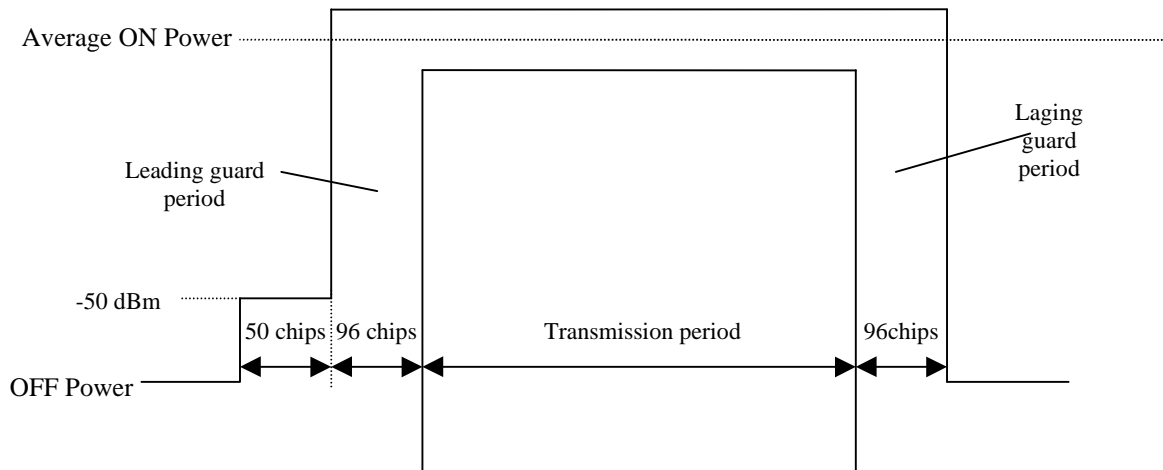 Average ON Power
Laging
guard
period
Leading guard
period
-50 dBm
50 chips
96 chips
Transmission period
96chips
OFF Power